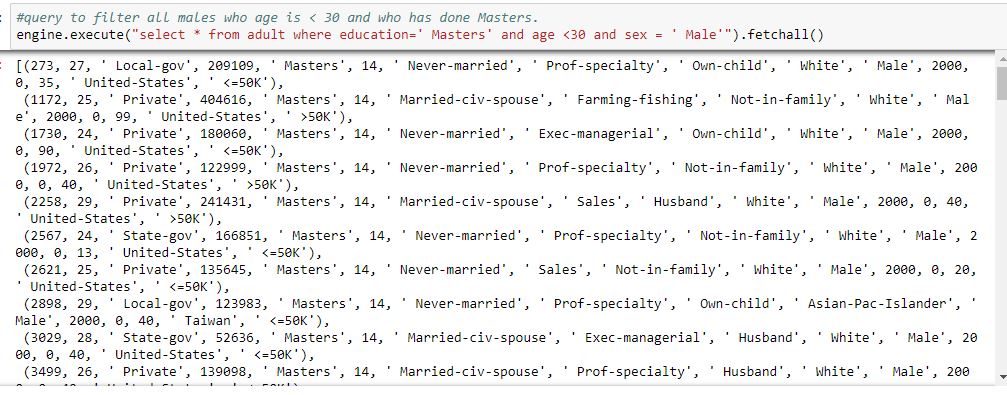 #query to filter all males who age is < 30 and who has done Masters.
engine.execute("select * from adult where education=' Masters' and age <30 and sex = ' Male'").fetchall()
[(273, 27, ' Local-gov', 209109, ' Masters', 14, ' Never-married', ' Prof-specialty', ' Own-child', ' White', ' Male', 2000,
0, 35, ' United-States', ' <=50K'),
(1172, 25, ' Private', 404616, ' Masters', 14, ' Married-civ-spouse', ' Farming-fishing', ' Not-in-family', ' White', ' Mal
e', 2000, 0, 99, ' United-States', ' >50K'),
(1730, 24, ' Private', 180060, ' Masters', 14, ' Never-married', ' Exec-managerial', ' Own-child', ' White', ' Male', 2000,
0, 90, ' United-States', ' <=50K'),
(1972, 26, ' Private', 122999, ' Masters', 14, ' Never-married', ' Prof-specialty', ' Not-in-family', ' White', ' Male', 200
0, 0, 40, ' United-States', ' >50K'),
(2258, 29, ' Private', 241431, ' Masters', 14, ' Married-civ-spouse', ' Sales', ' Husband', ' White', ' Male', 2000, 0, 40,
' United-States', ' >50K'),
(2567, 24, ' State-gov', 166851, ' Masters', 14, ' Never-married', ' Prof-specialty', ' Not-in-family', ' White', ' Male', 2
000, 0, 13, ' United-States', ' <=50K'),
(2621, 25, ' Private', 135645, ' Masters', 14, ' Never-married', ' Sales', ' Not-in-family', ' White', ' Male', 2000, 0, 20,
' United-States', ' <=50K'),
(2898, 29, ' Local-gov', 123983, ' Masters', 14, ' Never-married', ' Prof-specialty', ' Own-child', ' Asian-Pac-Islander', '
Male', 2000, 0, 40, ' Taiwan', ' <=50K'),
(3029, 28, ' State-gov', 52636, ' Masters', 14, ' Married-civ-spouse', ' Exec-managerial', ' Husband', ' White', ' Male', 20
00, 0, 40, ' United-States', ' <=50K'),
(3499, 26, ' Private', 139098, ' Masters', 14, ' Married-civ-spouse', ' Prof-specialty', ' Husband', ' White', ' Male', 200